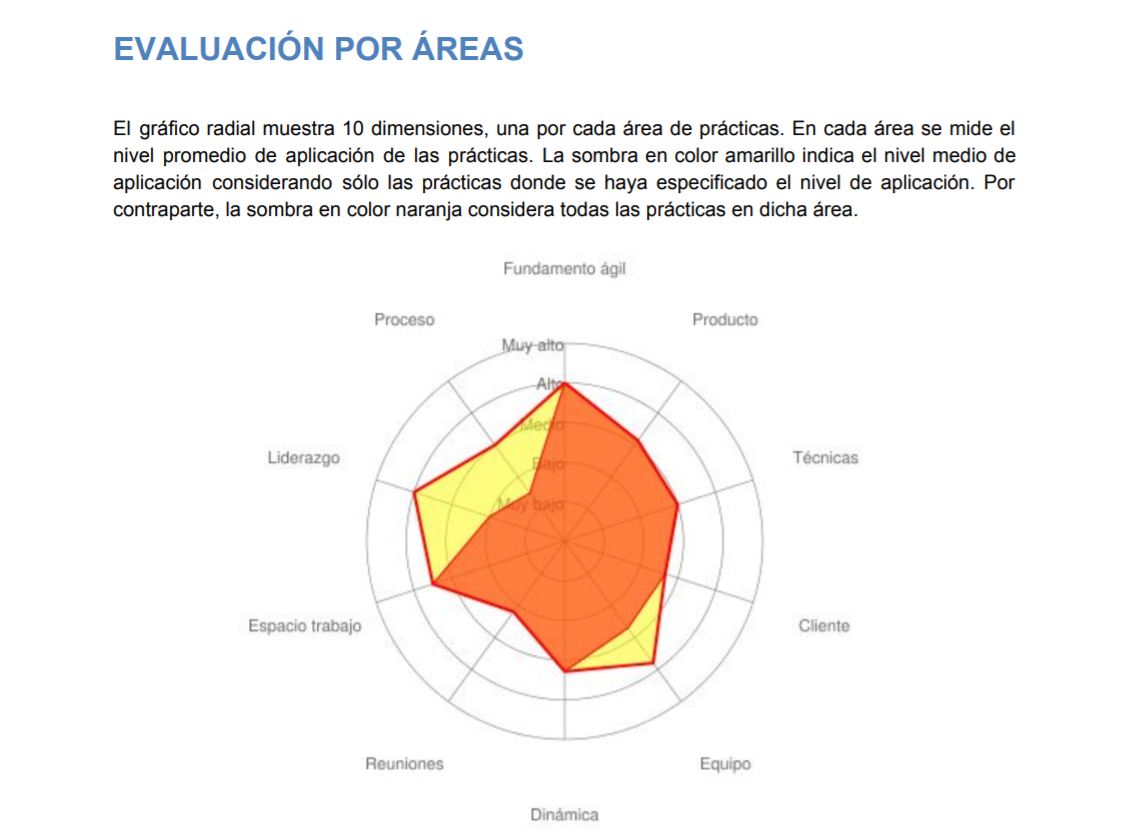 EVALUACIÓN POR ÁREAS
El gráfico radial muestra 10 dimensiones, una por cada área de prácticas. En cada área se mide el
nivel promedio de aplicación de las prácticas. La sombra en color amarillo indica el nivel medio de
aplicación considerando sólo las prácticas donde se haya especificado el nivel de aplicación. Por
contraparte, la sombra en color naranja considera todas las prácticas en dicha área.
Fundamento ágil
Proceso
Producto
Muy alto
Alto
Medio
Liderazgo
Técnicas
Bajo
Muy bajo
Espacio trabajo
Cliente
Reuniones
Equipo
Dinámica